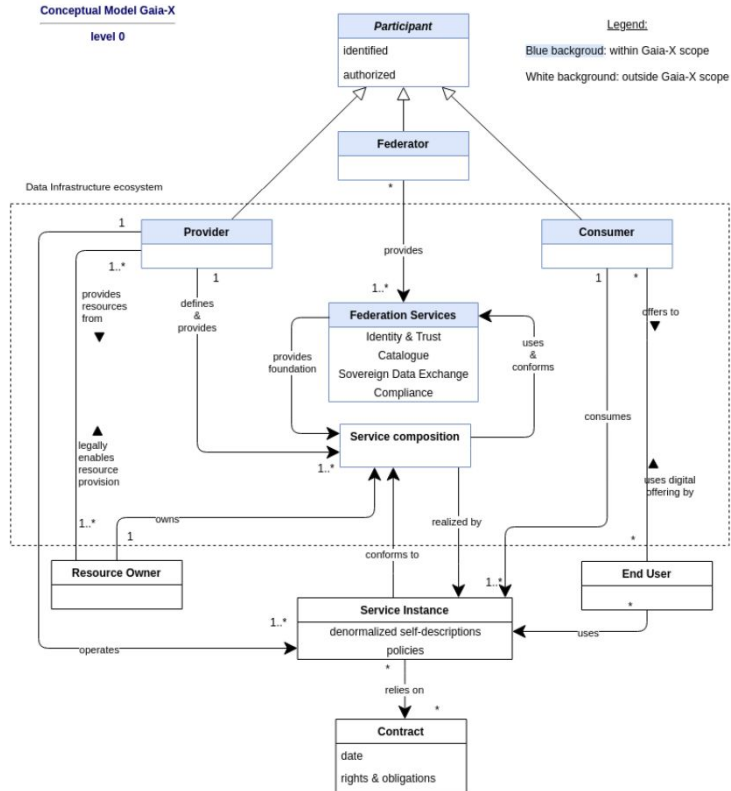 Conceptual Model Gaia-X
level 0
Participant
identified
authorized
Legend:
Blue backgroud: within Gaia-X scope
White background: outside Gaia-X scope
Federator
*
Data Infrastructure ecosystem
1
Provider
Consumer
1..*
1
provides
1
*
1..*
provides
resources
from
defines
&
provides
offers to
Federation Services
Identity & Trust
Catalogue
Sovereign Data Exchange
Compliance
provides
foundation
uses
&
conforms
consumes
Service composition
1..*
legally
enables
resource
provision
uses digital
offering by
1..*
owns
1
realized by
*
conforms to
Resource Owner
End User
1..*
*
Service Instance
denormalized self-descriptions
policies
1..*
uses
operates
*
relies on
*
Contract
date
rights & obligations